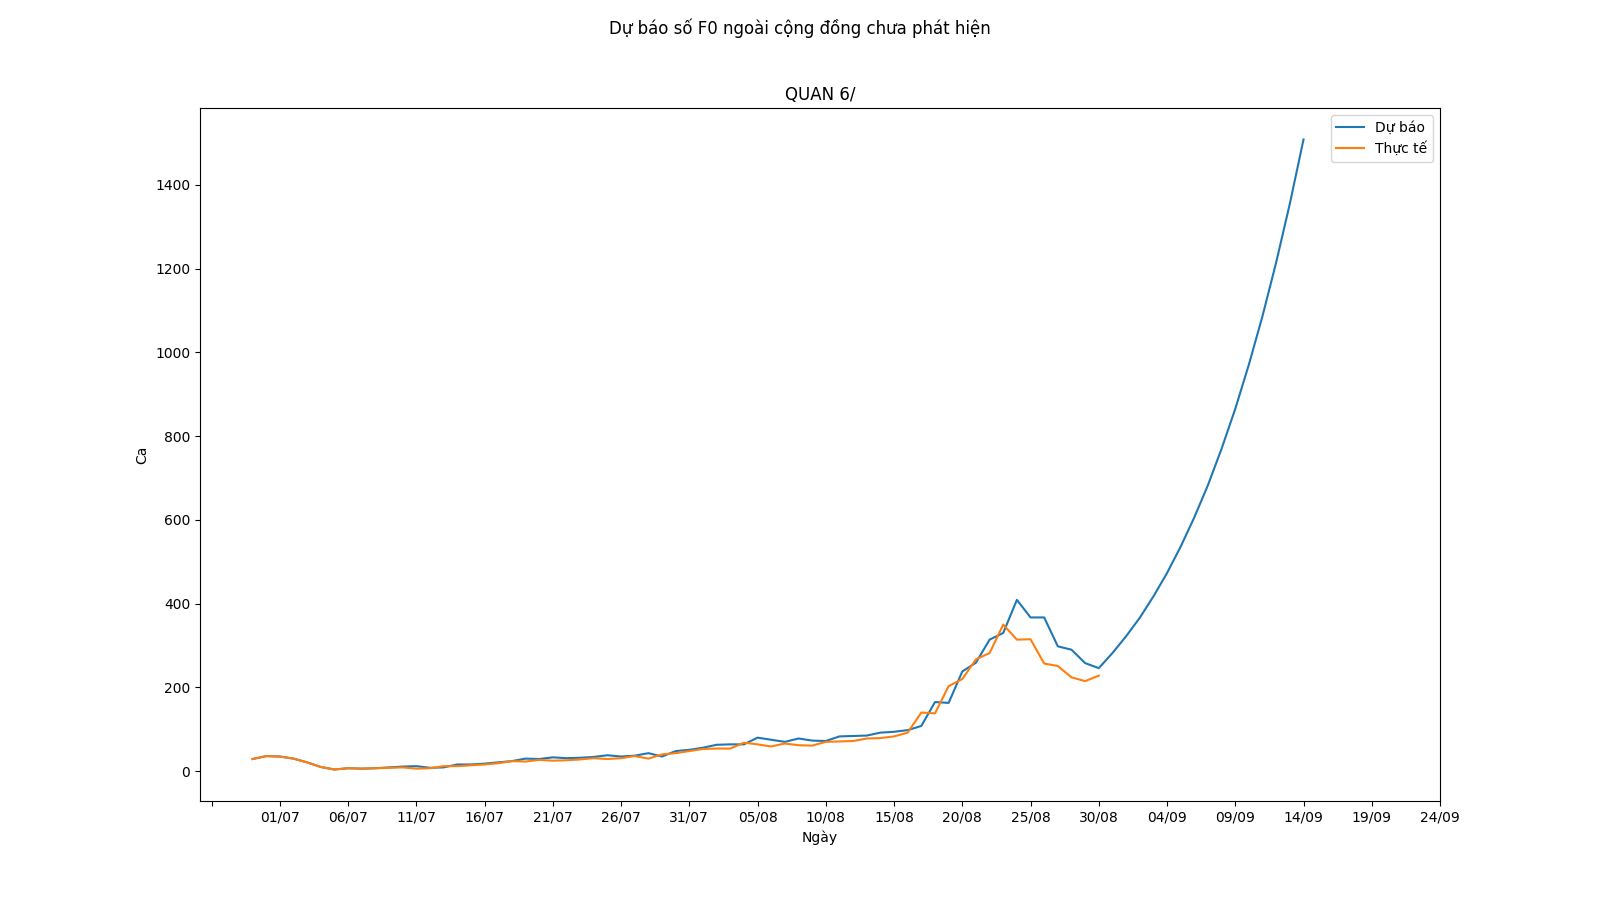 Dự báo số F0 ngoài cộng đồng chưa phát hiện
QUAN 6/
Dự báo
Thực tế
1400
1200
1000
800
600
400
200
0
Ca
01/07 06/07 11/07 16/07 21/07 26/07 31/07 05/08 10/08 15/08 20/08 25/08 30/08 04/09 09/09 14/09 19/09 24/09
Ngày